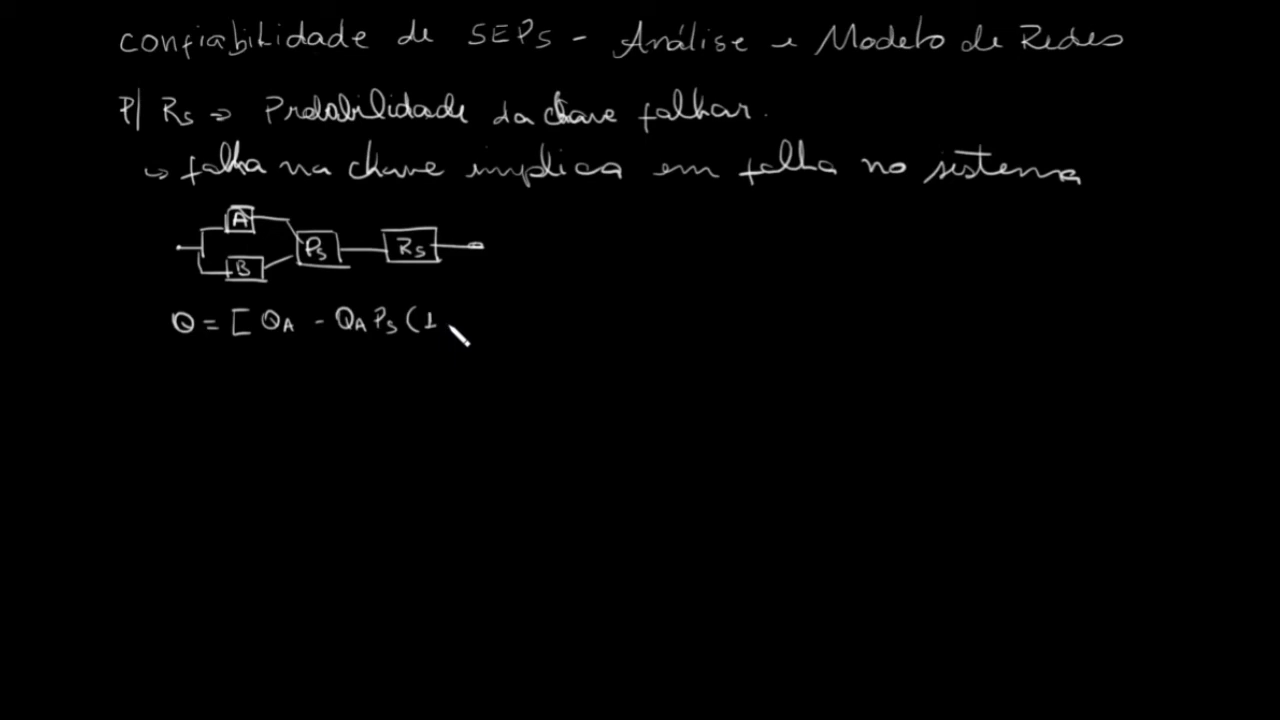 confiabilidade de SEPs - Análise e Modelo de Redes
P/ Rs => Probabilidade da chave falhar.
↳ falha na chave implica em falha no sistema
A
Ps
Rs
B
Q = [ QA - QA Ps (1